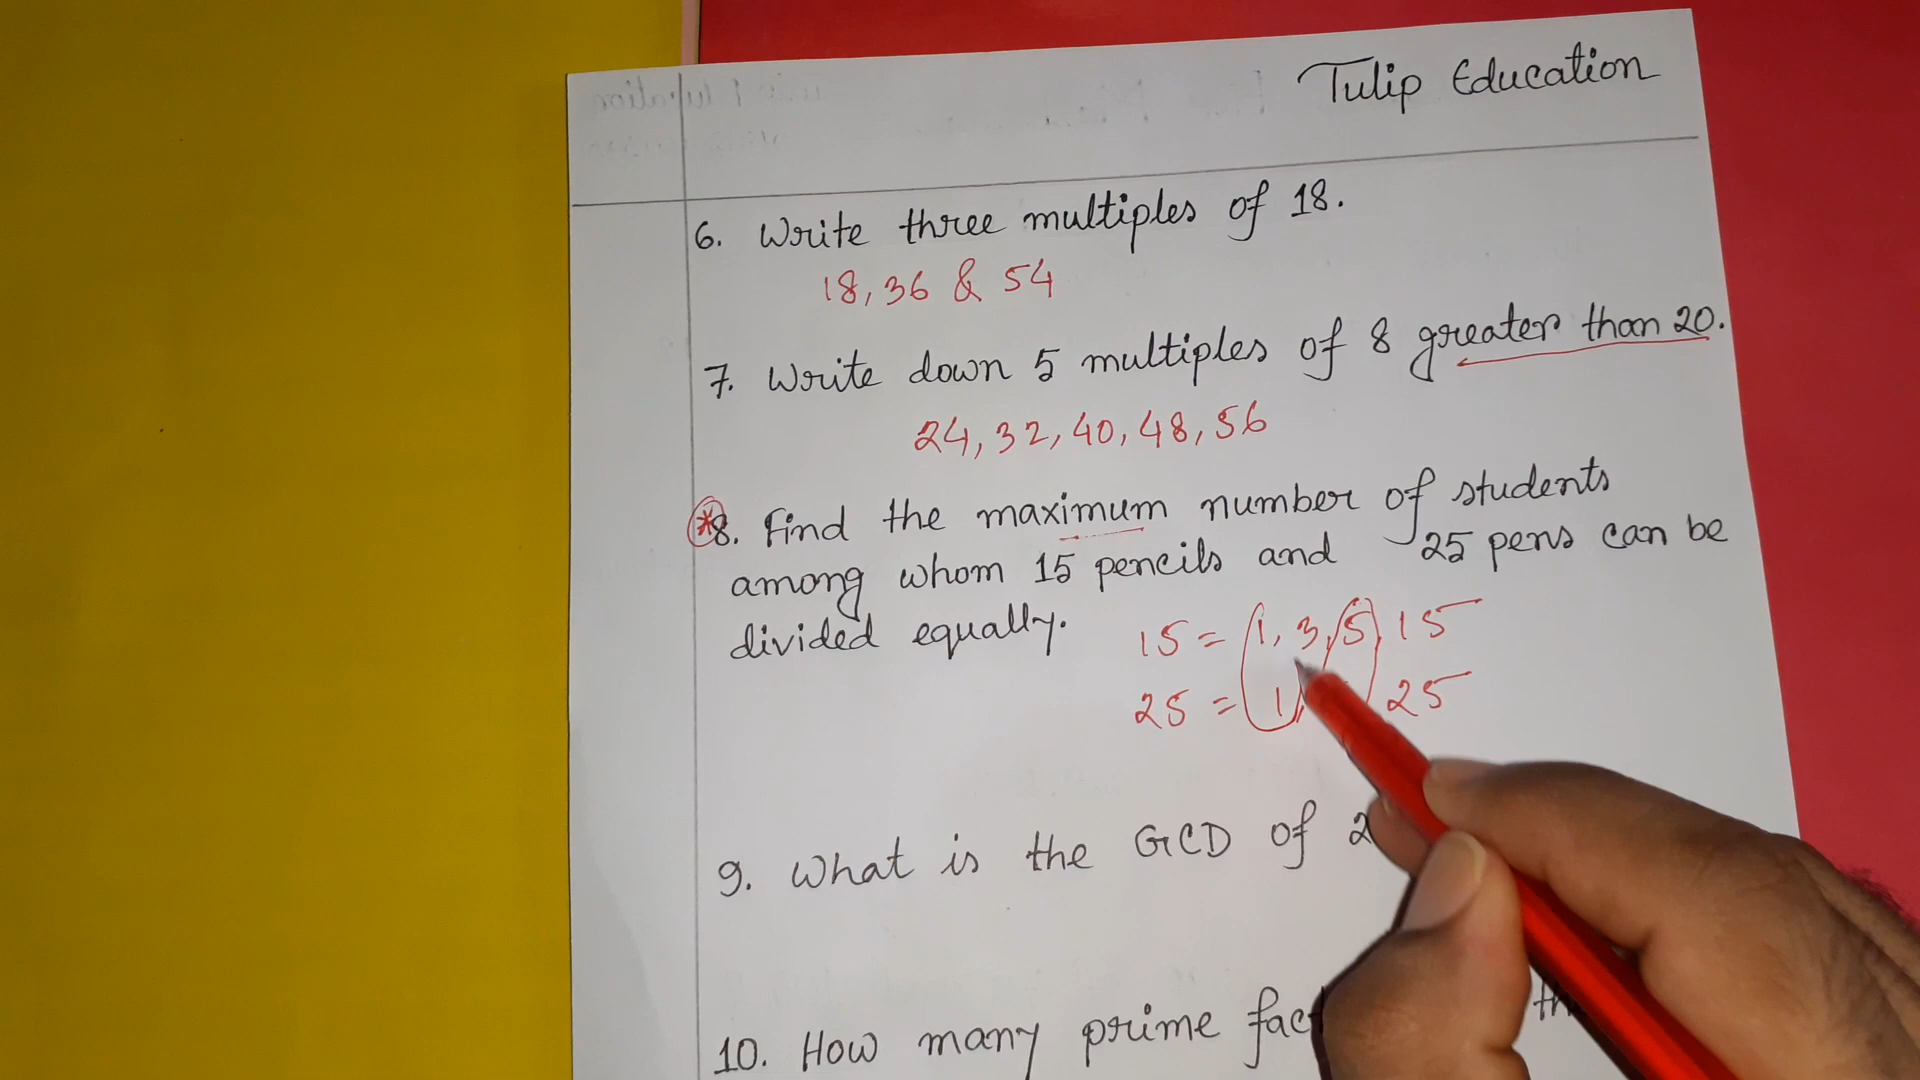 Tulip Education
6. Write three multiples of 18.
18, 36 & 54
7. Write down 5 multiples of 8 greater than 20.
24, 32, 40, 48, 56
*8. Find the maximum number of students
among whom 15 pencils and 25 pens can be
divided equally.
15 = 1, 3, 5, 15
25 = 1, 25
9. What is the GCD of 2
10. How many prime